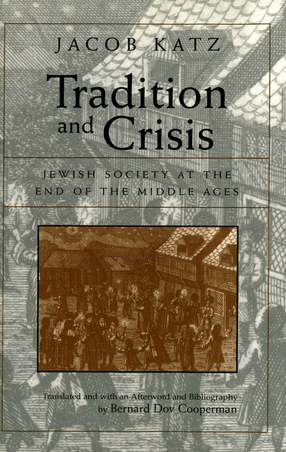 JACOB KATZ
Tradition
and Crisis
JEWISH SOCIETY AT THE
END OF THE MIDDLE AGES
Translated and with an Afterword and Bibliography
by Bernard Dov Cooperman